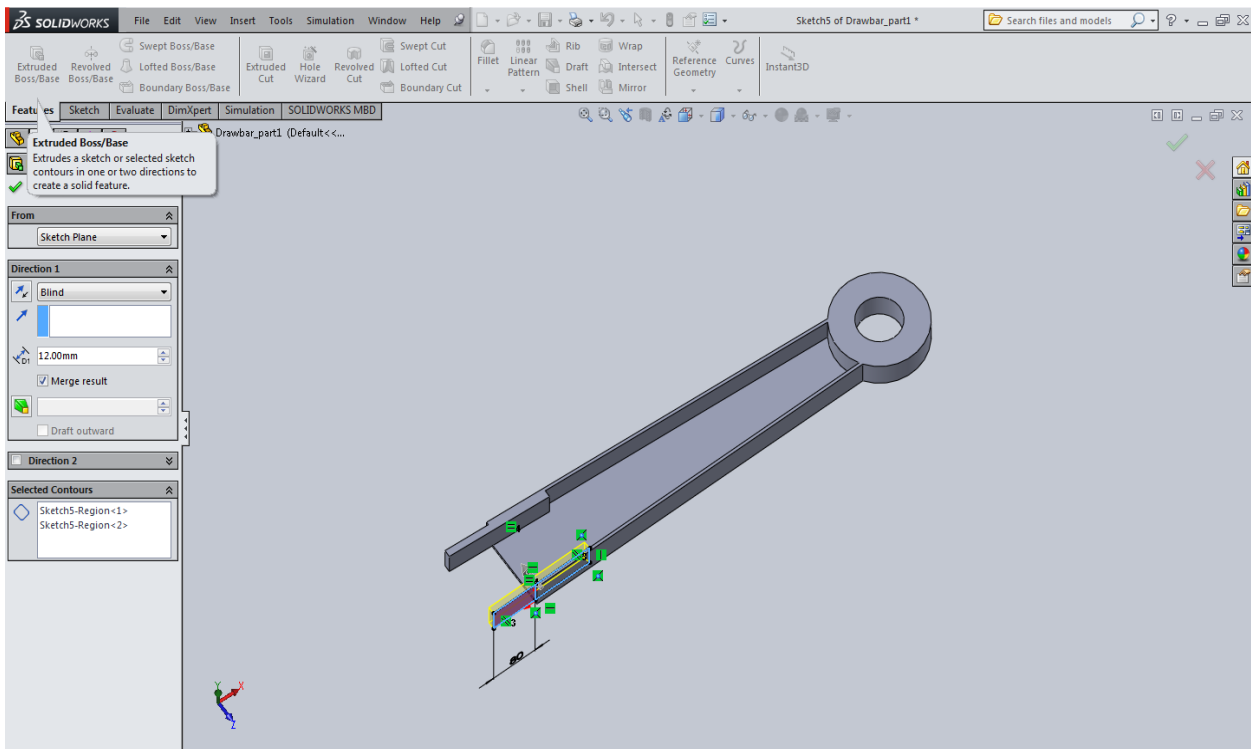 SOLIDWORKS File Edit View Insert Tools Simulation Window Help Sketch5 of Drawbar_part1 * Search files and models
Extruded Boss/Base
Revolved Boss/Base
Swept Boss/Base
Lofted Boss/Base
Boundary Boss/Base
Extruded Cut
Hole Wizard
Revolved Cut
Swept Cut
Lofted Cut
Boundary Cut
Fillet
Linear Pattern
Rib
Draft
Shell
Wrap
Intersect
Mirror
Reference Geometry
Curves
Instant3D
Features Sketch Evaluate DimXpert Simulation SOLIDWORKS MBD
Drawbar_part1 (Default<<...
Extruded Boss/Base
Extrudes a sketch or selected sketch
contours in one or two directions to
create a solid feature.
From
Sketch Plane
Direction 1
Blind
D1 12.00mm
Merge result
Draft outward
Direction 2
Selected Contours
Sketch5-Region<1>
Sketch5-Region<2>
3
80
Y
X
Z